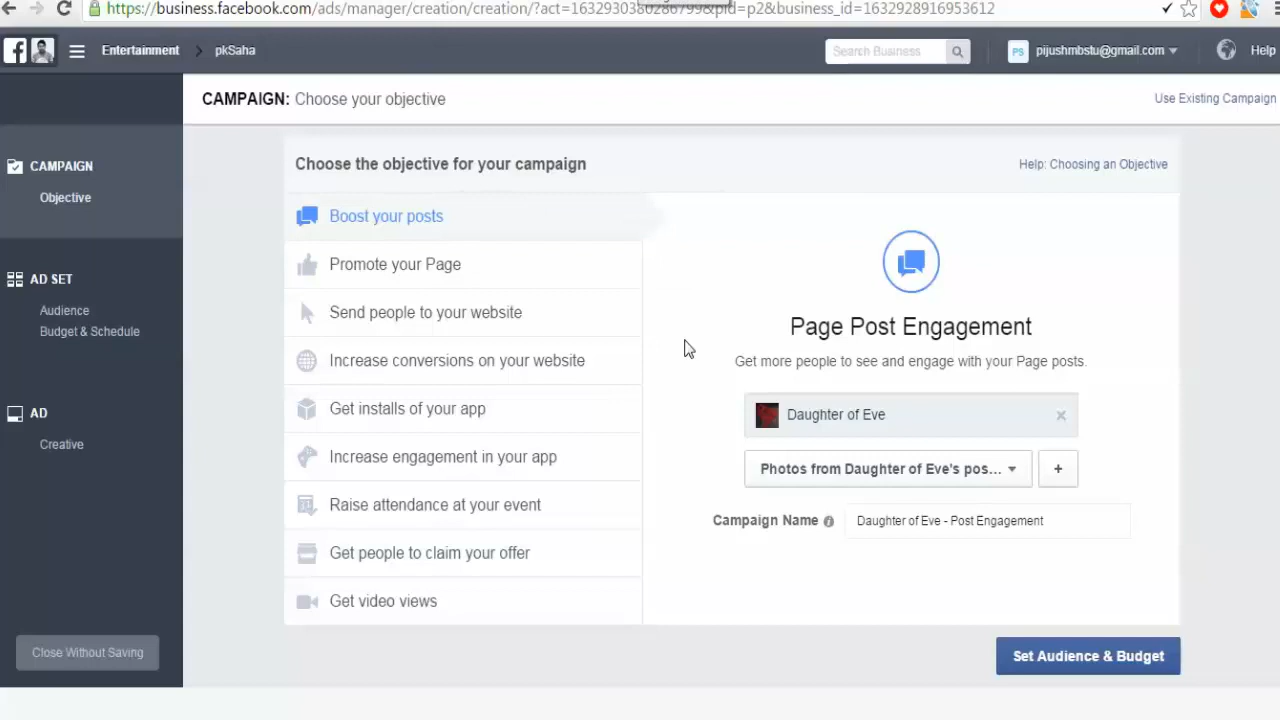 https://business.facebook.com/ads/manager/creation/creation/?act=1632930380286799&pid=p2&business_id=1632928916953612
Entertainment > pkSaha
Search Business
PS
pijushmbstu@gmail.com
Help
CAMPAIGN: Choose your objective
Use Existing Campaign
CAMPAIGN
Objective
AD SET
Audience
Budget & Schedule
AD
Creative
Close Without Saving
Choose the objective for your campaign
Help: Choosing an Objective
Boost your posts
Promote your Page
Send people to your website
Increase conversions on your website
Get installs of your app
Increase engagement in your app
Raise attendance at your event
Get people to claim your offer
Get video views
Page Post Engagement
Get more people to see and engage with your Page posts.
Daughter of Eve
Photos from Daughter of Eve's pos...
+
Campaign Name
Daughter of Eve - Post Engagement
Set Audience & Budget